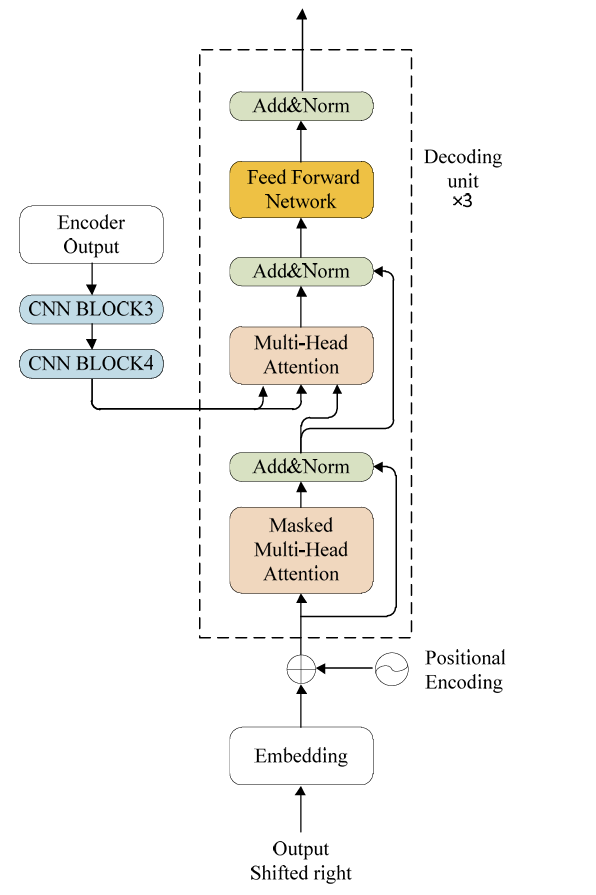 Add&Norm
Decoding
unit
×3
Feed Forward
Network
Encoder
Output
Add&Norm
CNN BLOCK3
CNN BLOCK4
Multi-Head
Attention
Add&Norm
Masked
Multi-Head
Attention
Positional
Encoding
Embedding
Output
Shifted right